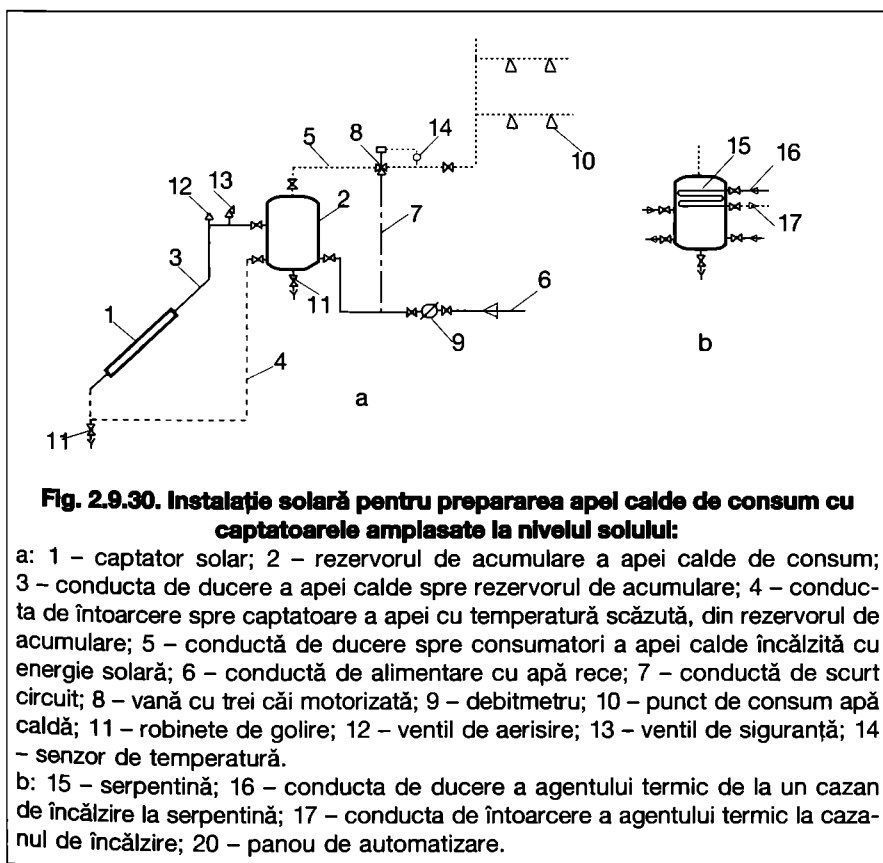 12
13
5
8
14
2
10
15
16
17
3
7
1
11
6
9
4
a
b
11
Fig. 2.9.30. Instalație solară pentru prepararea apei calde de consum cu
captatoarele amplasate la nivelul solului:
a: 1 – captator solar; 2 – rezervorul de acumulare a apei calde de consum;
3 – conducta de ducere a apei calde spre rezervorul de acumulare; 4 – conduc-
ta de întoarcere spre captatoare a apei cu temperatură scăzută, din rezervorul de
acumulare; 5 – conductă de ducere spre consumatori a apei calde încălzită cu
energie solară; 6 – conductă de alimentare cu apă rece; 7 – conductă de scurt
circuit; 8 – vană cu trei căi motorizată; 9 – debitmetru; 10 – punct de consum apă
caldă; 11 – robinete de golire; 12 – ventil de aerisire; 13 – ventil de siguranță; 14
– senzor de temperatură.
b: 15 – serpentină; 16 – conducta de ducere a agentului termic de la un cazan
de încălzire la serpentină; 17 – conducta de întoarcere a agentului termic la caza-
nul de încălzire; 20 – panou de automatizare.